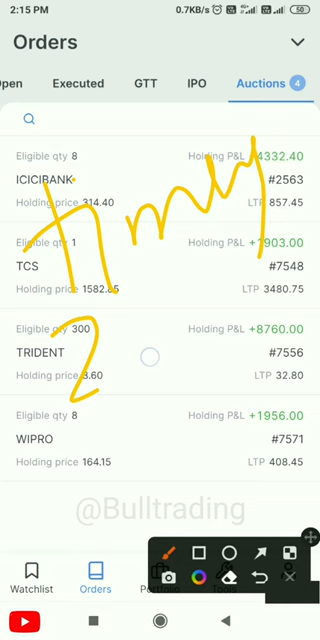 2:15 PM 0.7KB/s 4G+ 50
Orders
Open Executed GTT IPO Auctions 4
Eligible qty 8 Holding P&L +4332.40
ICICIBANK #2563
Holding price 314.40 LTP 857.45
Eligible qty 1 Holding P&L +1903.00
TCS #7548
Holding price 1582.65 LTP 3480.75
Eligible qty 300 Holding P&L +8760.00
TRIDENT #7556
Holding price 3.60 LTP 32.80
2
Eligible qty 8 Holding P&L +1956.00
WIPRO #7571
Holding price 164.15 LTP 408.45
@Bulltrading
Watchlist Orders Portfolio Tools